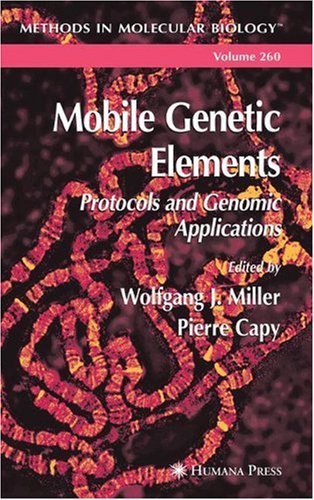 METHODS IN MOLECULAR BIOLOGY™
Volume 260
Mobile Genetic
Elements
Protocols and Genomic
Applications
Edited by
Wolfgang J. Miller
Pierre Capy
HUMANA PRESS